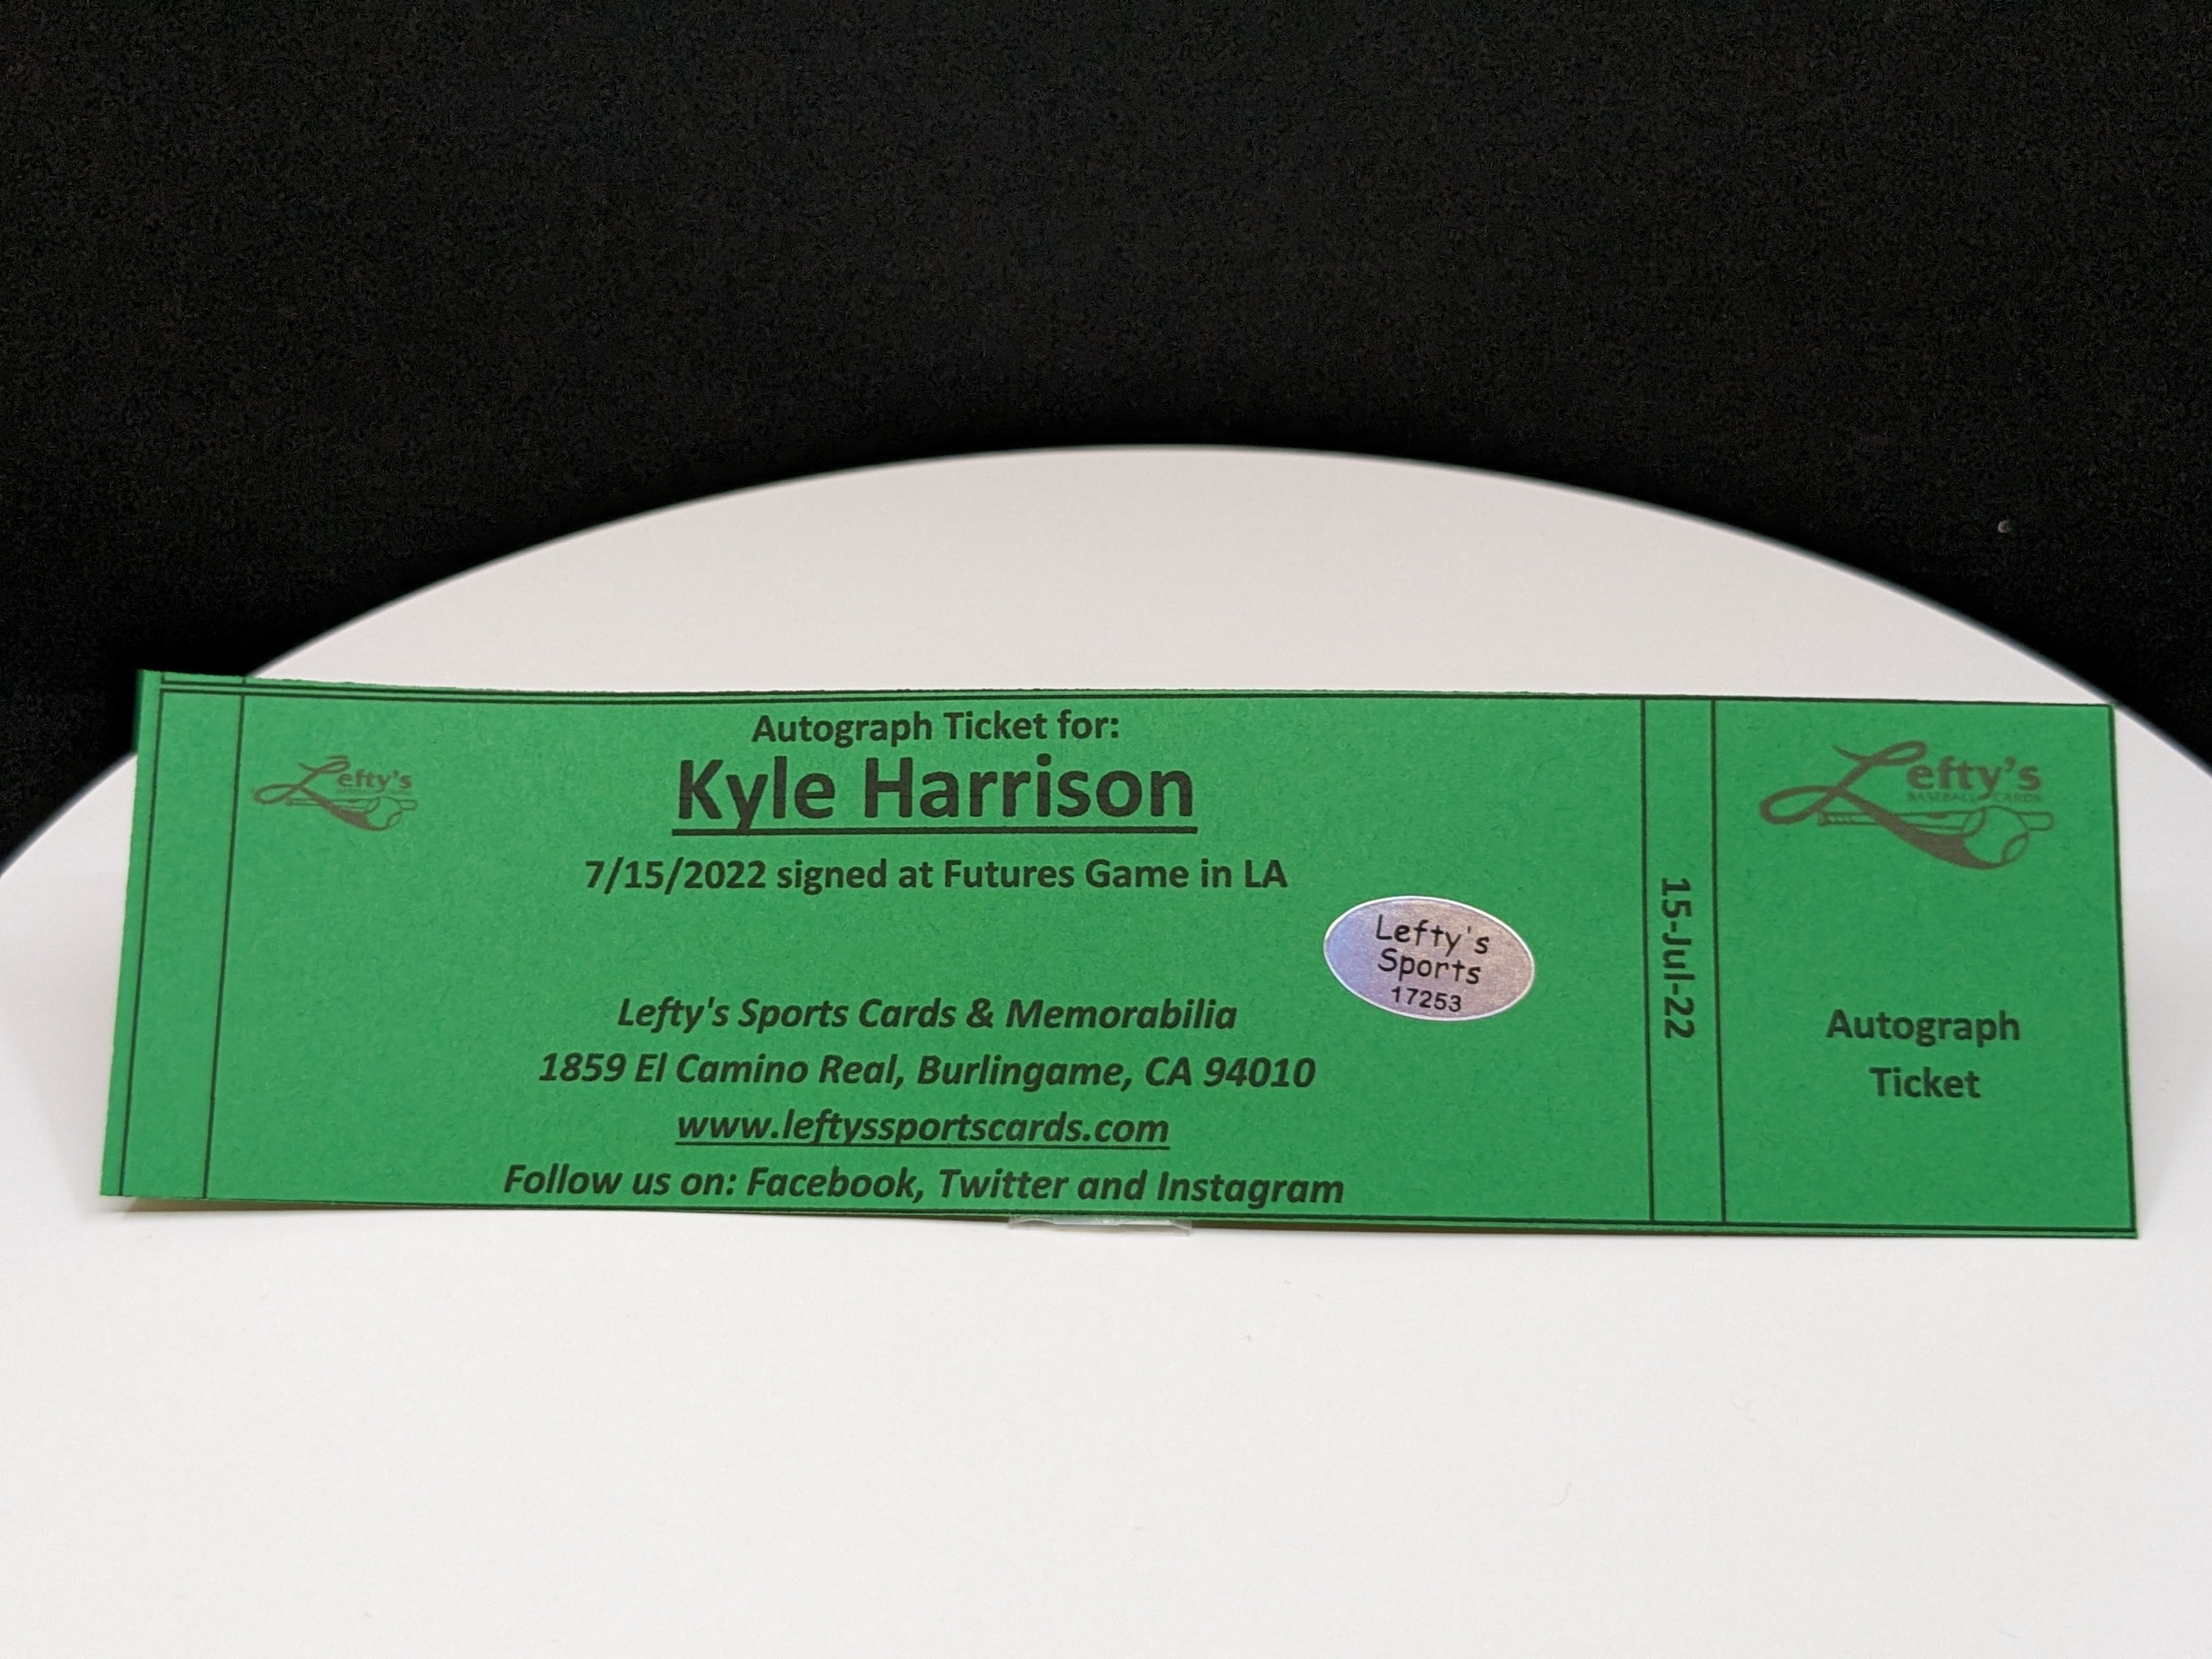 Lefty's
Autograph Ticket for:
Kyle Harrison
7/15/2022 signed at Futures Game in LA
Lefty's
Sports
17253
Lefty's Sports Cards & Memorabilia
1859 El Camino Real, Burlingame, CA 94010
www.leftyssportscards.com
Follow us on: Facebook, Twitter and Instagram
15-Jul-22
Lefty's
BASEBALL CARDS
Autograph
Ticket